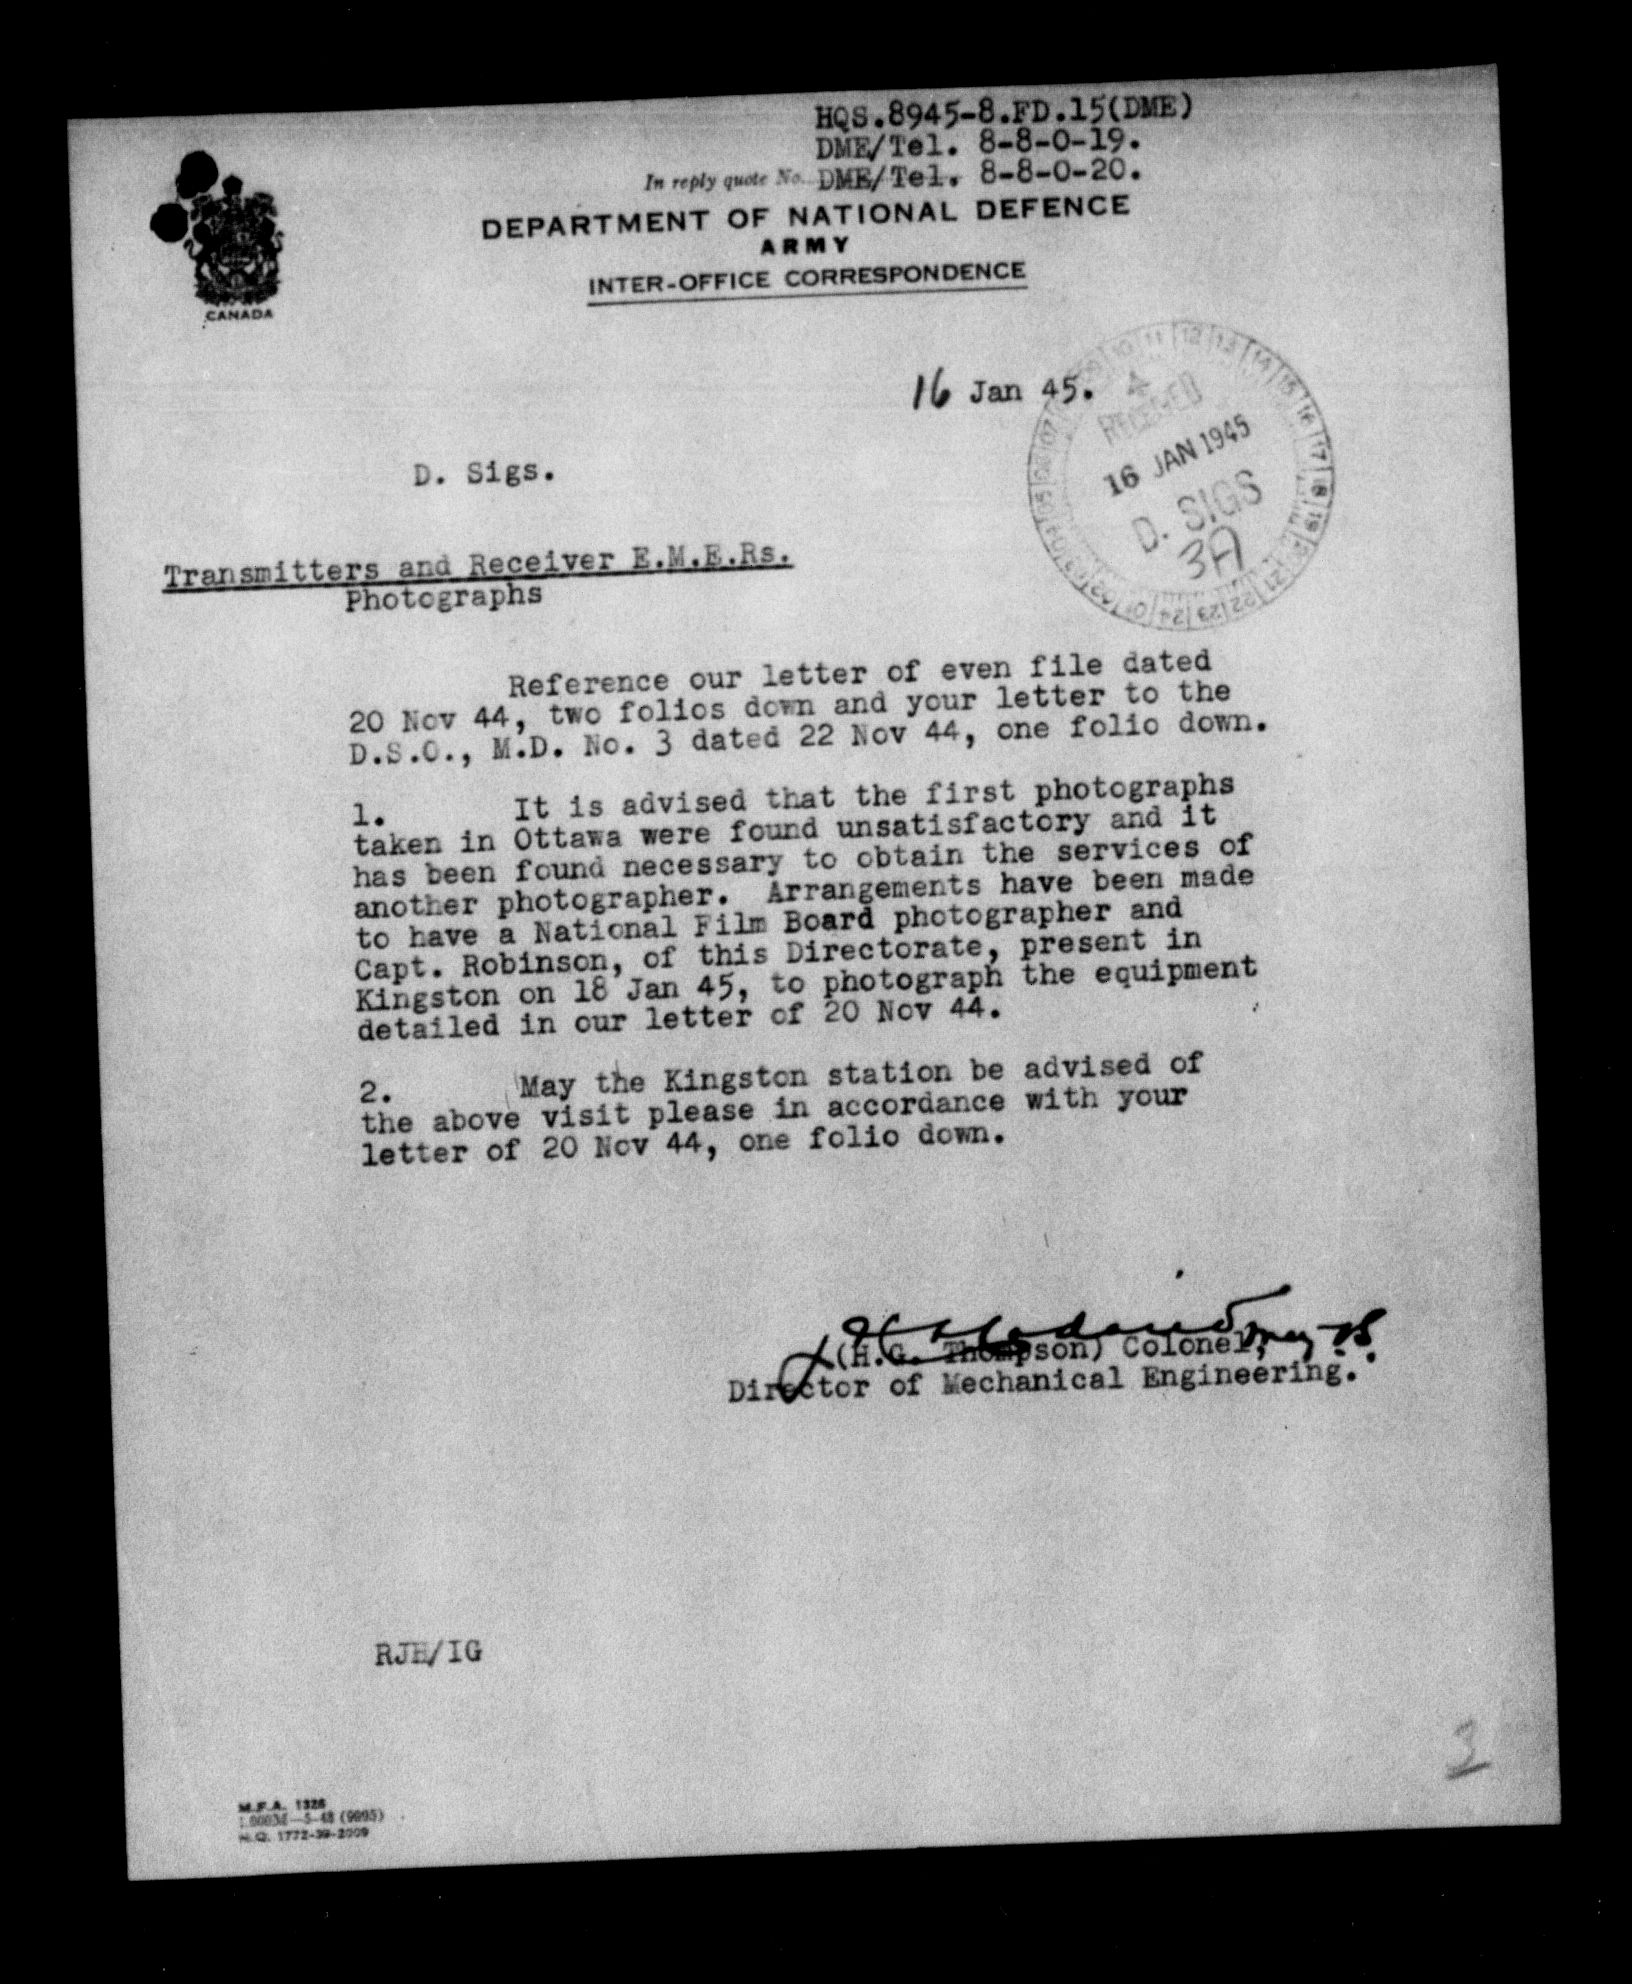 HQS.8945-8.FD.15(DME)
DME/Tel. 8-8-0-19.
In reply quote No. DME/Tel. 8-8-0-20.
DEPARTMENT OF NATIONAL DEFENCE
ARMY
INTER-OFFICE CORRESPONDENCE
CANADA
16 Jan 45.
RECEIVED
16 JAN 1945
D. SIGS
3A
D. Sigs.
Transmitters and Receiver E.M.E.Rs.
Photographs
Reference our letter of even file dated
20 Nov 44, two folios down and your letter to the
D.S.O., M.D. No. 3 dated 22 Nov 44, one folio down.
1. It is advised that the first photographs
taken in Ottawa were found unsatisfactory and it
has been found necessary to obtain the services of
another photographer. Arrangements have been made
to have a National Film Board photographer and
Capt. Robinson, of this Directorate, present in
Kingston on 18 Jan 45, to photograph the equipment
detailed in our letter of 20 Nov 44.
2. May the Kingston station be advised of
the above visit please in accordance with your
letter of 20 Nov 44, one folio down.
(H.G. Thompson) Colonel,
Director of Mechanical Engineering.
RJH/IG
3
M.F.A. 1326
H.Q. 1772-39-2009